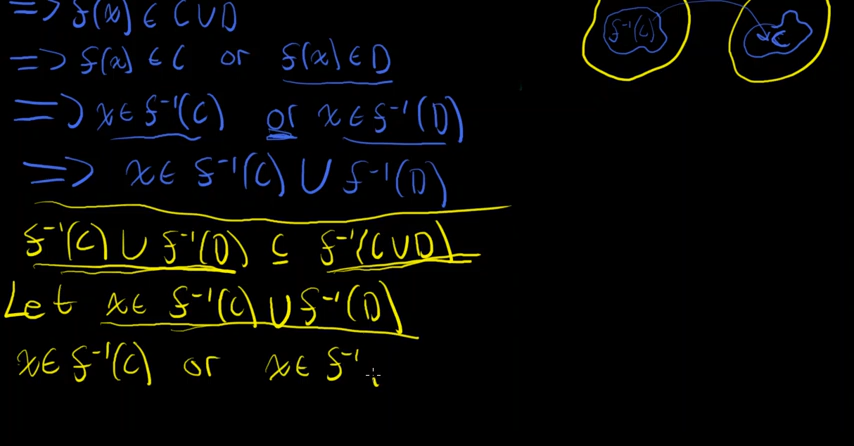 => f(x) ∈ C ∪ D
=> f(x) ∈ C or f(x) ∈ D
=> x ∈ f⁻¹(C) or x ∈ f⁻¹(D)
=> x ∈ f⁻¹(C) ∪ f⁻¹(D)
f⁻¹(C) ∪ f⁻¹(D) ⊆ f⁻¹(C ∪ D)
Let x ∈ f⁻¹(C) ∪ f⁻¹(D)
x ∈ f⁻¹(C) or x ∈ f⁻¹
f⁻¹(C)
C